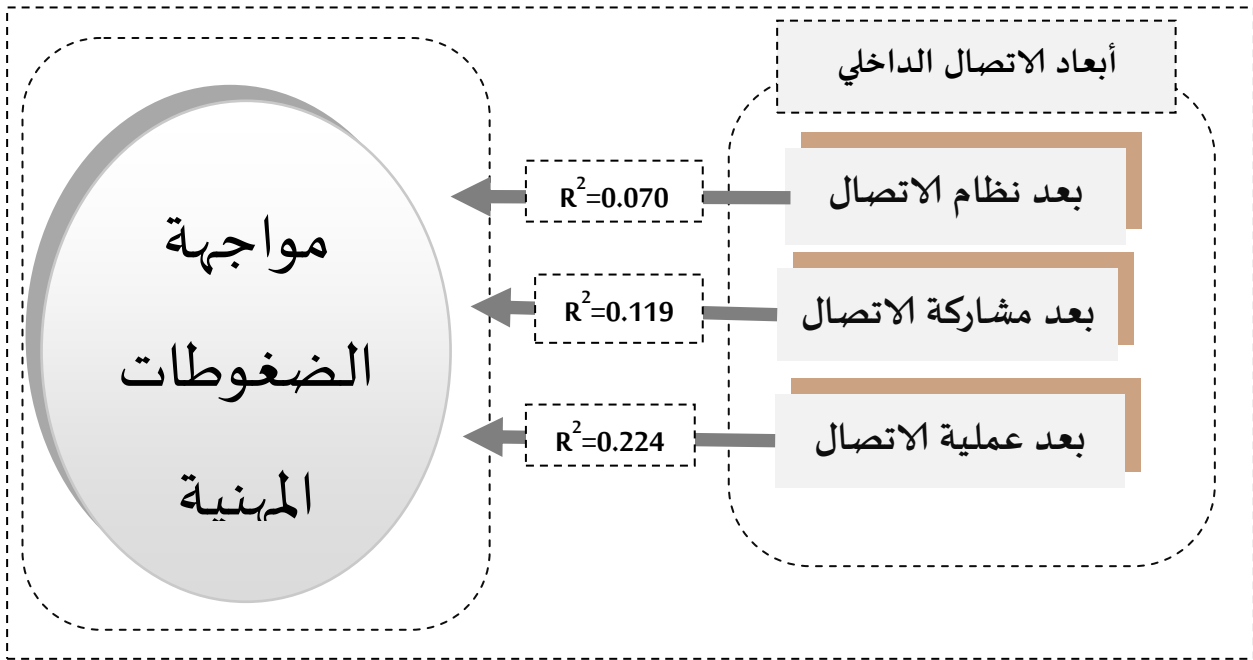 أبعاد الاتصال الداخلي
بعد نظام الاتصال
R²=0.070
بعد مشاركة الاتصال
R²=0.119
بعد عملية الاتصال
R²=0.224
مواجهة
الضغوطات
المهنية